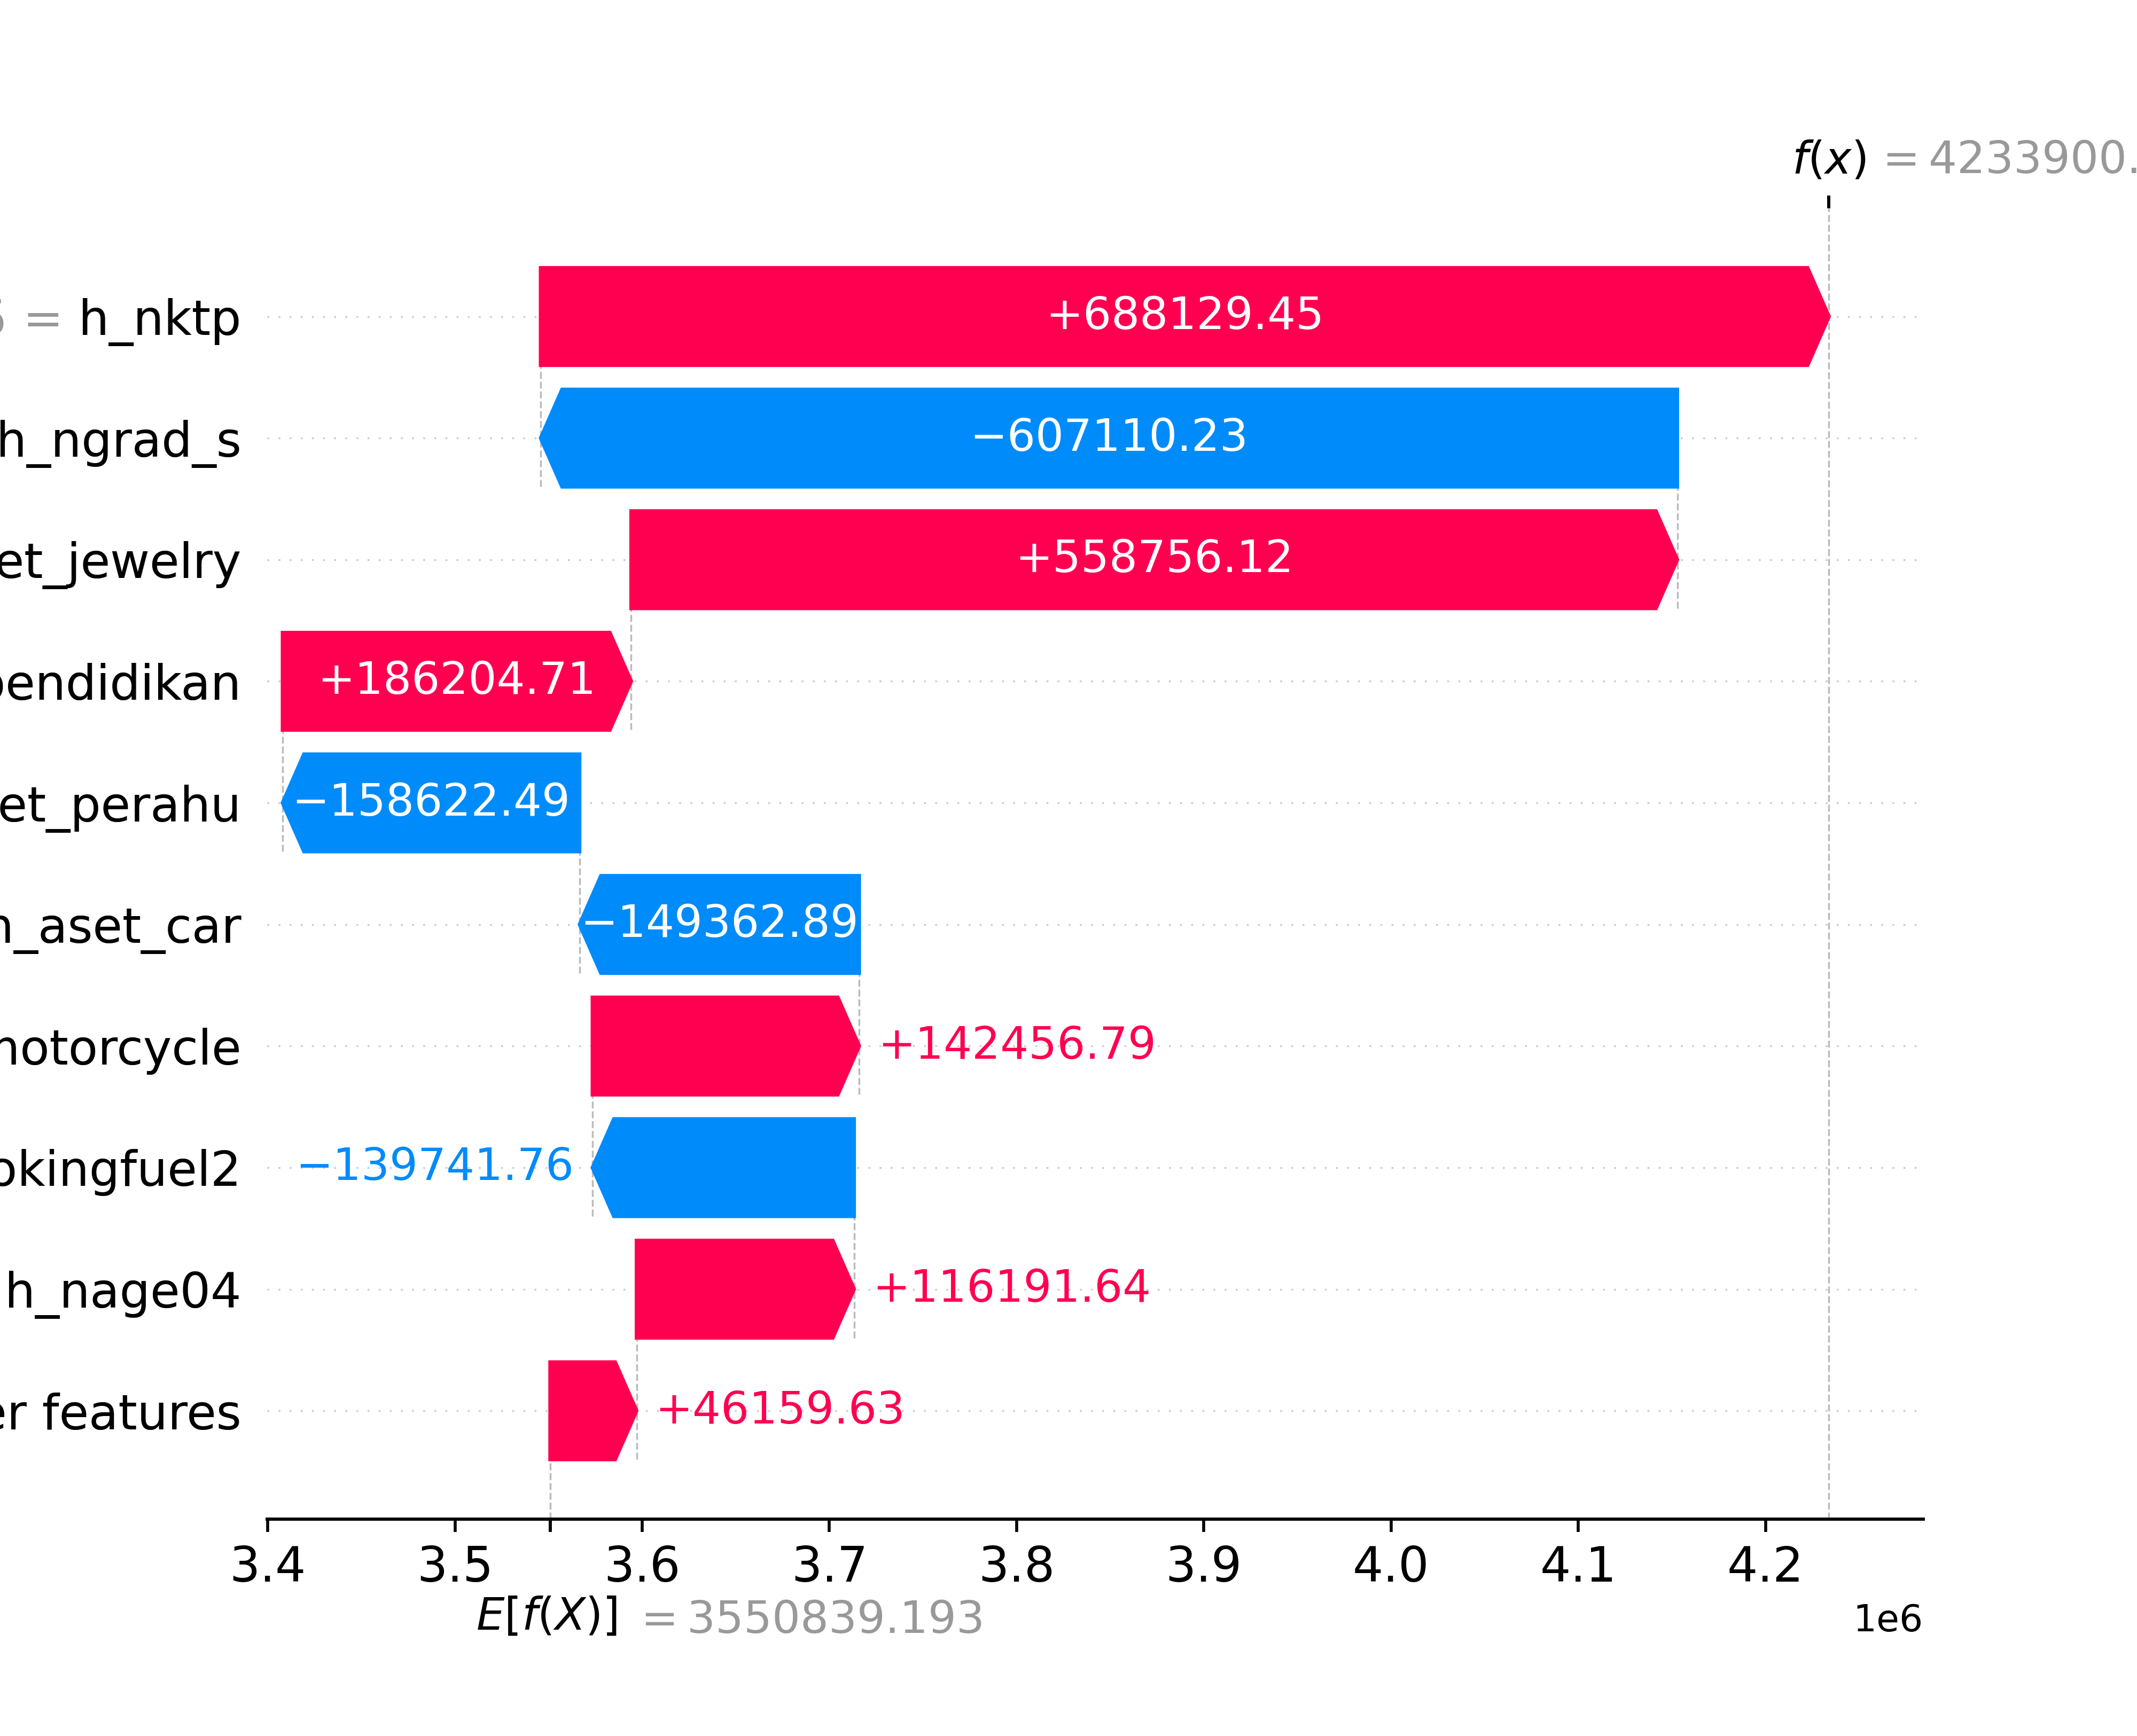 f(x) = 4233900.
= h_nktp +688129.45
h_ngrad_s −607110.23
et_jewelry +558756.12
pendidikan +186204.71
et_perahu −158622.49
h_aset_car −149362.89
motorcycle +142456.79
okingfuel2 −139741.76
h_nage04 +116191.64
er features +46159.63
3.4 3.5 3.6 3.7 3.8 3.9 4.0 4.1 4.2
E[f(X)] = 3550839.193
1e6